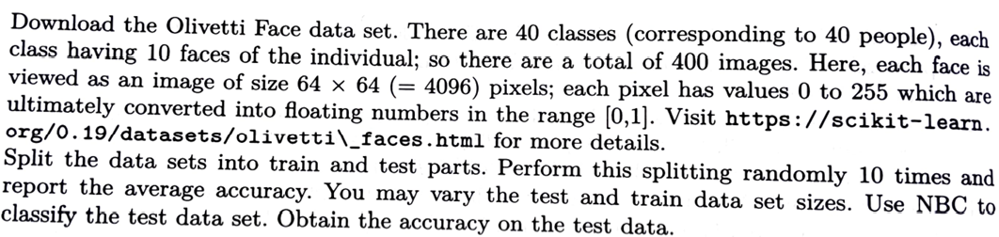 Download the Olivetti Face data set. There are 40 classes (corresponding to 40 people), each
class having 10 faces of the individual; so there are a total of 400 images. Here, each face is
viewed as an image of size 64 × 64 (= 4096) pixels; each pixel has values 0 to 255 which are
ultimately converted into floating numbers in the range [0,1]. Visit https://scikit-learn.
org/0.19/datasets/olivetti\_faces.html for more details.
Split the data sets into train and test parts. Perform this splitting randomly 10 times and
report the average accuracy. You may vary the test and train data set sizes. Use NBC to
classify the test data set. Obtain the accuracy on the test data.